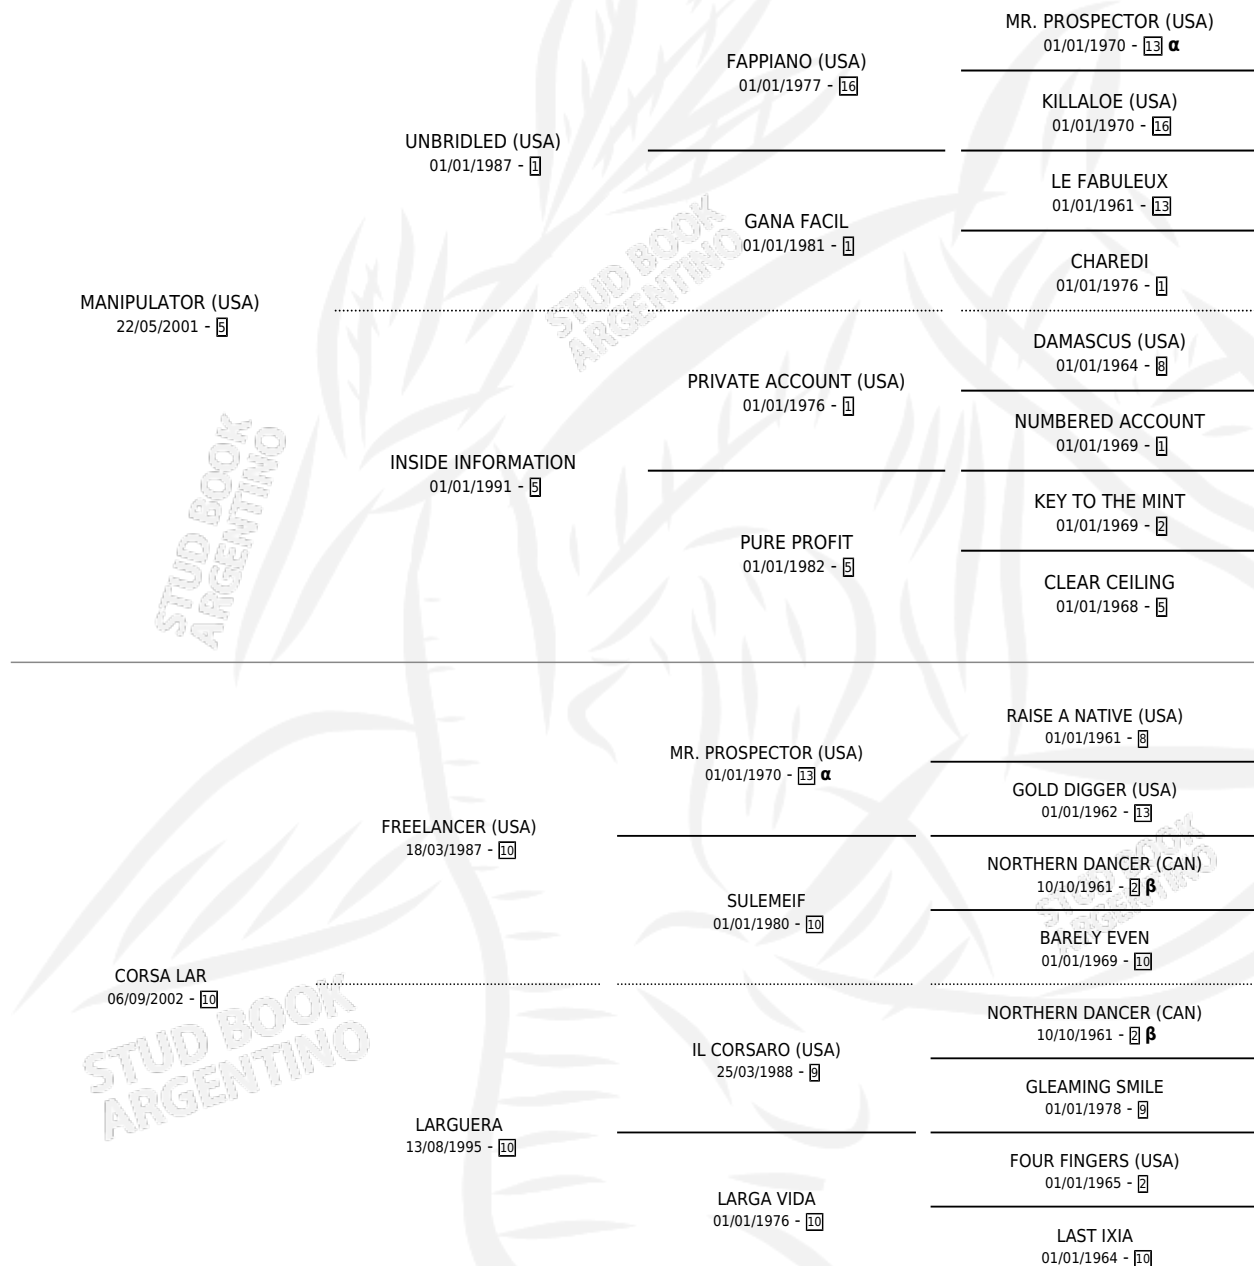 MR. PROSPECTOR (USA)
01/01/1970 - 13 α
FAPPIANO (USA)
01/01/1977 - 16
KILLALOE (USA)
01/01/1970 - 16
UNBRIDLED (USA)
01/01/1987 - 1
LE FABULEUX
01/01/1961 - 13
GANA FACIL
01/01/1981 - 1
CHAREDI
01/01/1976 - 1
MANIPULATOR (USA)
22/05/2001 - 5
DAMASCUS (USA)
01/01/1964 - 8
PRIVATE ACCOUNT (USA)
01/01/1976 - 1
NUMBERED ACCOUNT
01/01/1969 - 1
INSIDE INFORMATION
01/01/1991 - 5
KEY TO THE MINT
01/01/1969 - 2
PURE PROFIT
01/01/1982 - 5
CLEAR CEILING
01/01/1968 - 5
RAISE A NATIVE (USA)
01/01/1961 - 8
MR. PROSPECTOR (USA)
01/01/1970 - 13 α
GOLD DIGGER (USA)
01/01/1962 - 13
FREELANCER (USA)
18/03/1987 - 10
NORTHERN DANCER (CAN)
10/10/1961 - 2 β
SULEMEIF
01/01/1980 - 10
BARELY EVEN
01/01/1969 - 10
CORSA LAR
06/09/2002 - 10
NORTHERN DANCER (CAN)
10/10/1961 - 2 β
IL CORSARO (USA)
25/03/1988 - 9
GLEAMING SMILE
01/01/1978 - 9
LARGUERA
13/08/1995 - 10
FOUR FINGERS (USA)
01/01/1965 - 2
LARGA VIDA
01/01/1976 - 10
LAST IXIA
01/01/1964 - 10
STUD BOOK
ARGENTINO
STUD BOOK
ARGENTINO
STUD BOOK
ARGENTINO
STUD BOOK
ARGENTINO